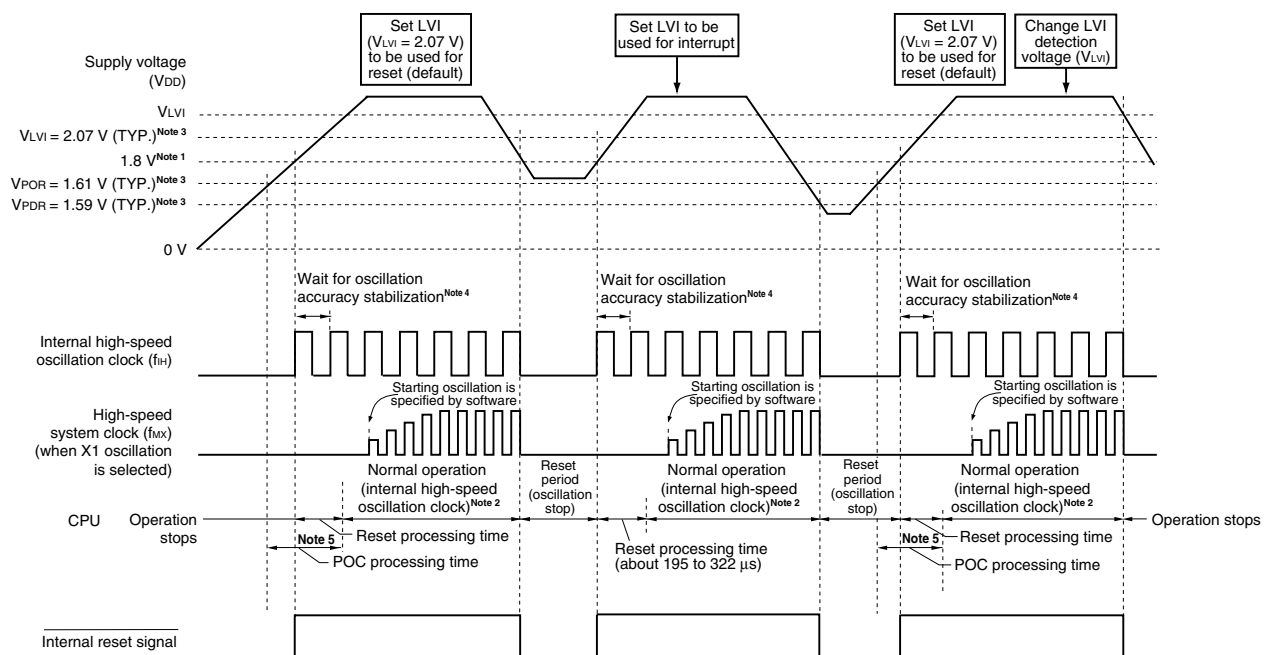 Set LVI
(VLVI = 2.07 V)
to be used for
reset (default)
Set LVI to be
used for interrupt
Set LVI
(VLVI = 2.07 V)
to be used for
reset (default)
Change LVI
detection
voltage (VLVI)
Supply voltage
(VDD)
VLVI
VLVI = 2.07 V (TYP.)Note 3
1.8 VNote 1
VPOR = 1.61 V (TYP.)Note 3
VPDR = 1.59 V (TYP.)Note 3
0 V
Wait for oscillation
accuracy stabilizationNote 4
Wait for oscillation
accuracy stabilizationNote 4
Wait for oscillation
accuracy stabilizationNote 4
Internal high-speed
oscillation clock (fIH)
Starting oscillation is
specified by software
Starting oscillation is
specified by software
Starting oscillation is
specified by software
High-speed
system clock (fMX)
(when X1 oscillation
is selected)
Normal operation
(internal high-speed
oscillation clock)Note 2
Reset
period
(oscillation
stop)
Normal operation
(internal high-speed
oscillation clock)Note 2
Reset
period
(oscillation
stop)
Normal operation
(internal high-speed
oscillation clock)Note 2
CPU
Operation
stops
Note 5
Reset processing time
POC processing time
Reset processing time
(about 195 to 322 μs)
Note 5
Reset processing time
POC processing time
Operation stops
Internal reset signal